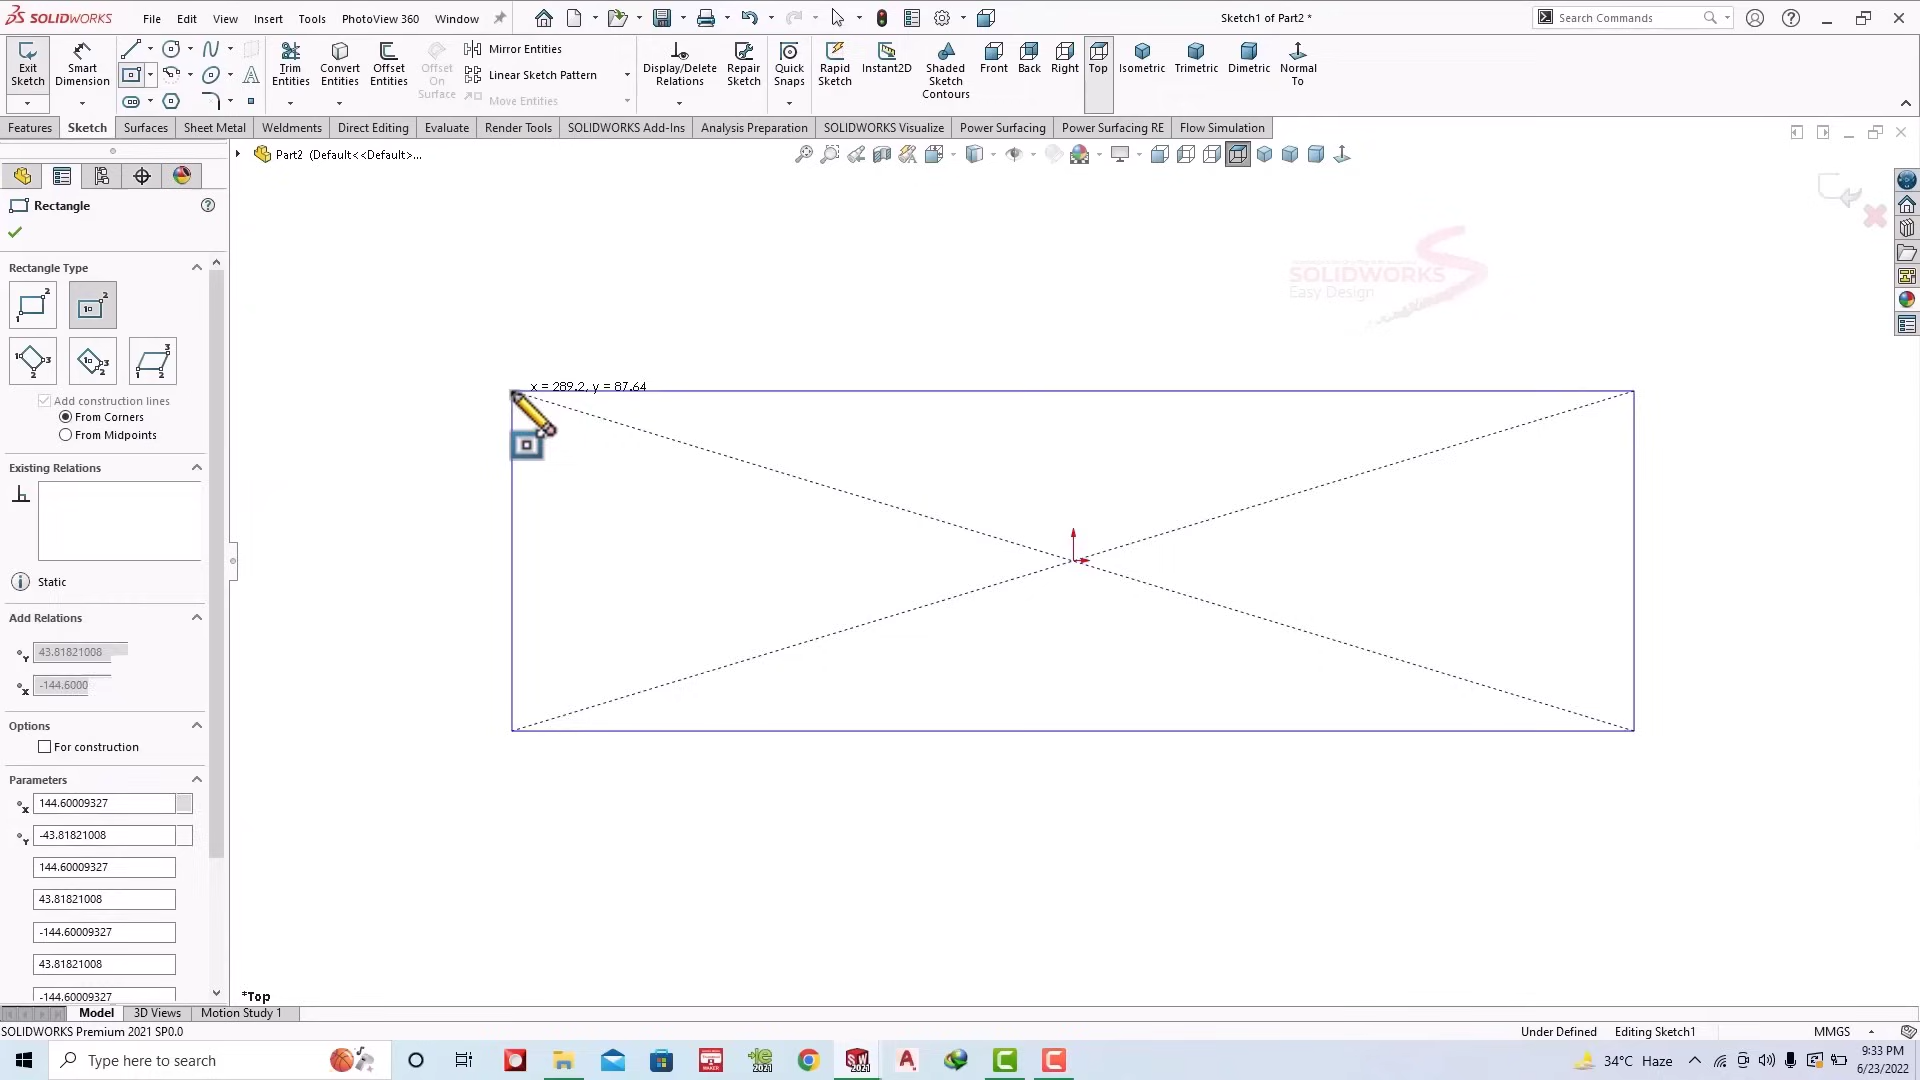 SOLIDWORKS
File Edit View Insert Tools PhotoView 360 Window
Sketch1 of Part2 *
Search Commands
Exit Sketch
Smart Dimension
Trim Entities
Convert Entities
Offset Entities
Offset On Surface
Mirror Entities
Linear Sketch Pattern
Move Entities
Display/Delete Relations
Repair Sketch
Quick Snaps
Rapid Sketch
Instant2D
Shaded Sketch Contours
Front
Back
Right
Top
Isometric
Trimetric
Dimetric
Normal To
Features Sketch Surfaces Sheet Metal Weldments Direct Editing Evaluate Render Tools SOLIDWORKS Add-Ins Analysis Preparation SOLIDWORKS Visualize Power Surfacing Power Surfacing RE Flow Simulation
Part2 (Default<<Default>...
Rectangle
Rectangle Type
Add construction lines
From Corners
From Midpoints
Existing Relations
Static
Add Relations
43.81821008
-144.6000
Options
For construction
Parameters
144.60009327
-43.81821008
144.60009327
43.81821008
-144.60009327
43.81821008
-144.60009327
SOLIDWORKS
Easy Design
x = 289.2, y = 87.64
*Top
Model 3D Views Motion Study 1
SOLIDWORKS Premium 2021 SP0.0
Under Defined Editing Sketch1 MMGS
Type here to search
34°C Haze
9:33 PM
6/23/2022